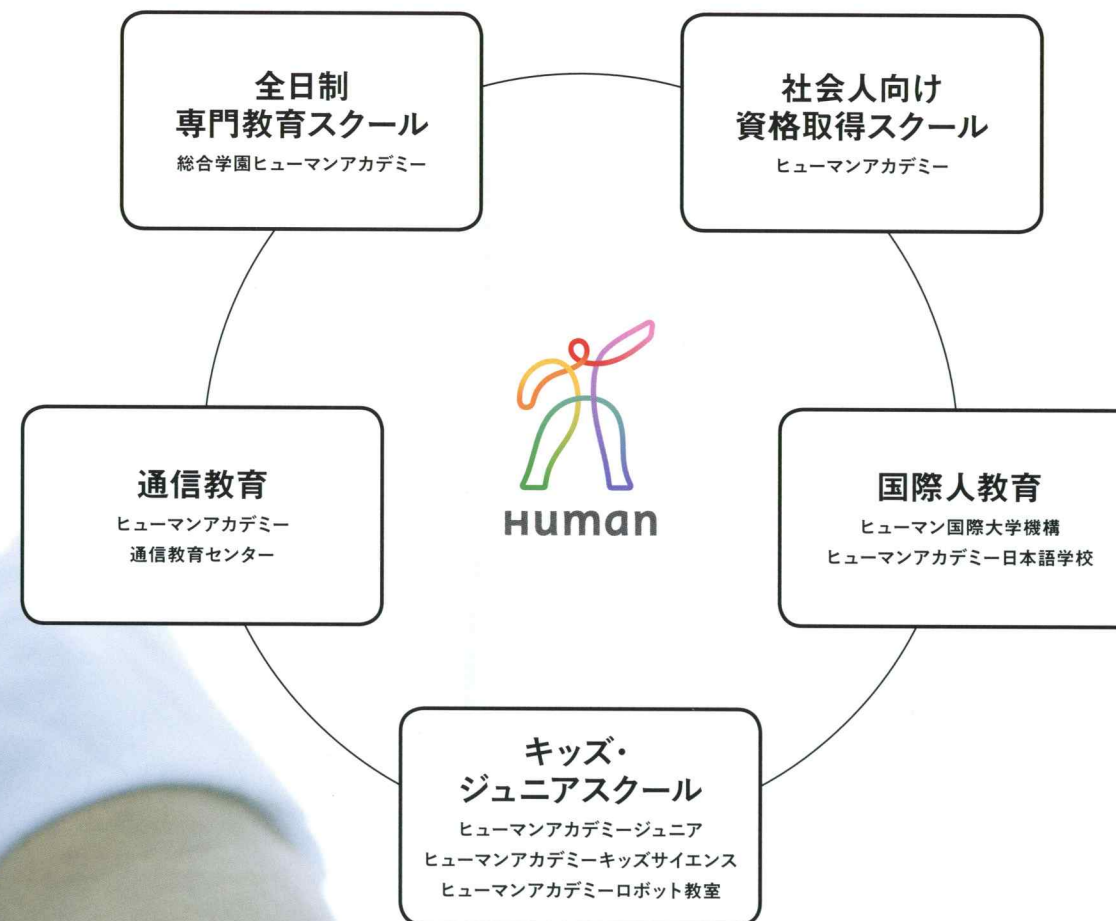 全日制
専門教育スクール
総合学園ヒューマンアカデミー
社会人向け
資格取得スクール
ヒューマンアカデミー
通信教育
ヒューマンアカデミー
通信教育センター
Human
国際人教育
ヒューマン国際大学機構
ヒューマンアカデミー日本語学校
キッズ・
ジュニアスクール
ヒューマンアカデミージュニア
ヒューマンアカデミーキッズサイエンス
ヒューマンアカデミーロボット教室